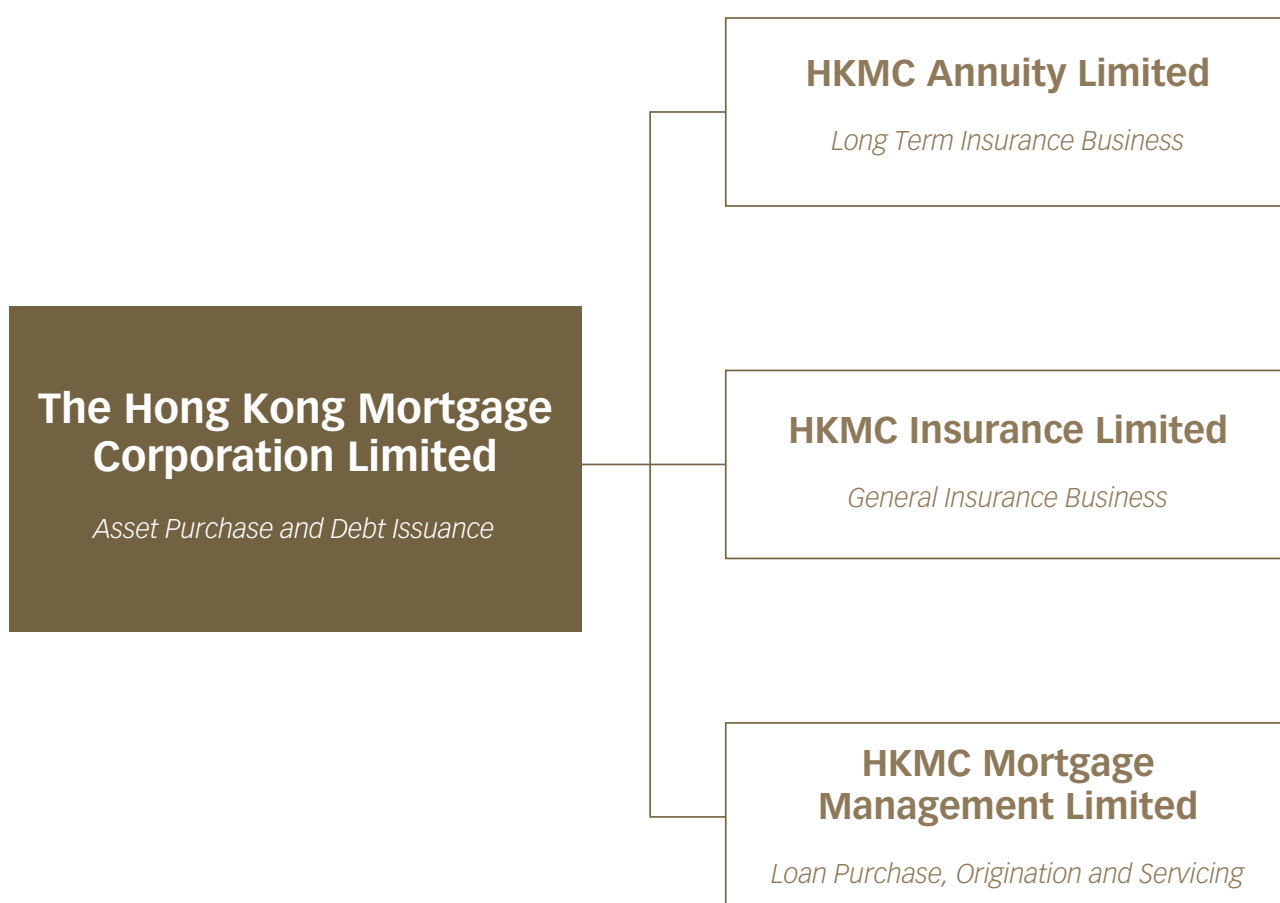 HKMC Annuity Limited
Long Term Insurance Business
The Hong Kong Mortgage
Corporation Limited
Asset Purchase and Debt Issuance
HKMC Insurance Limited
General Insurance Business
HKMC Mortgage
Management Limited
Loan Purchase, Origination and Servicing